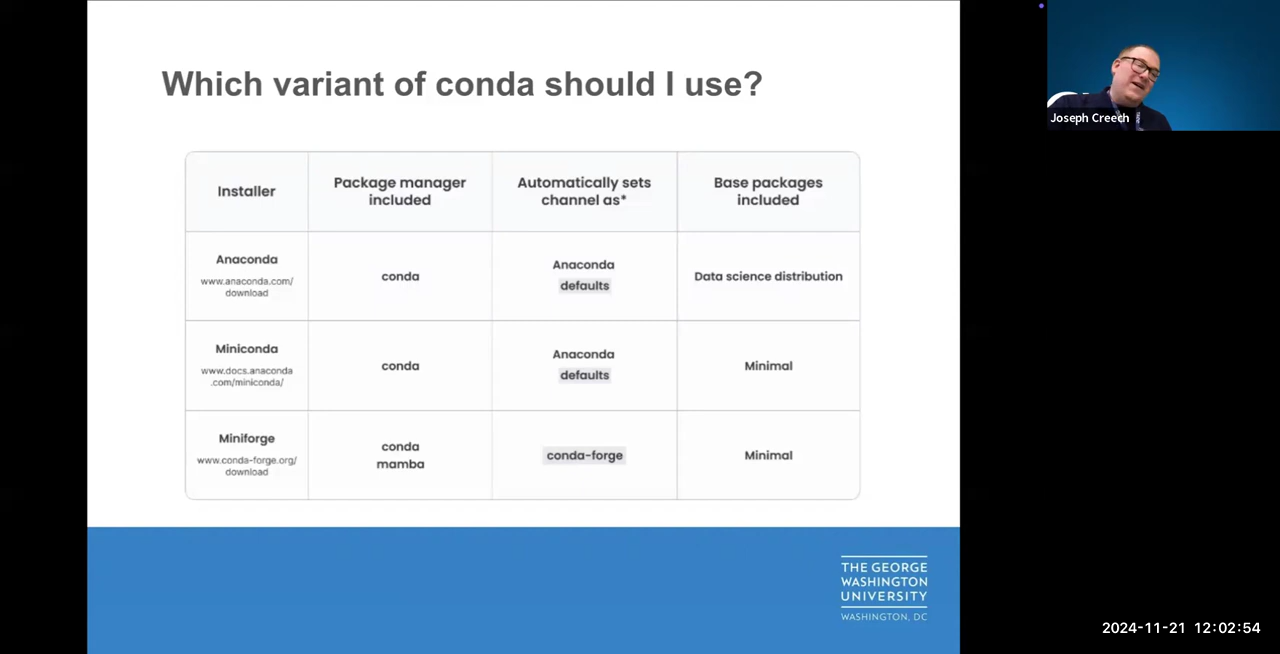 Which variant of conda should I use?
Installer
Package manager
included
Automatically sets
channel as*
Base packages
included
Anaconda
www.anaconda.com/
download
conda
Anaconda
defaults
Data science distribution
Miniconda
www.docs.anaconda
.com/miniconda/
conda
Anaconda
defaults
Minimal
Miniforge
www.conda-forge.org/
download
conda
mamba
conda-forge
Minimal
THE GEORGE
WASHINGTON
UNIVERSITY
WASHINGTON, DC
Joseph Creech
2024-11-21 12:02:54